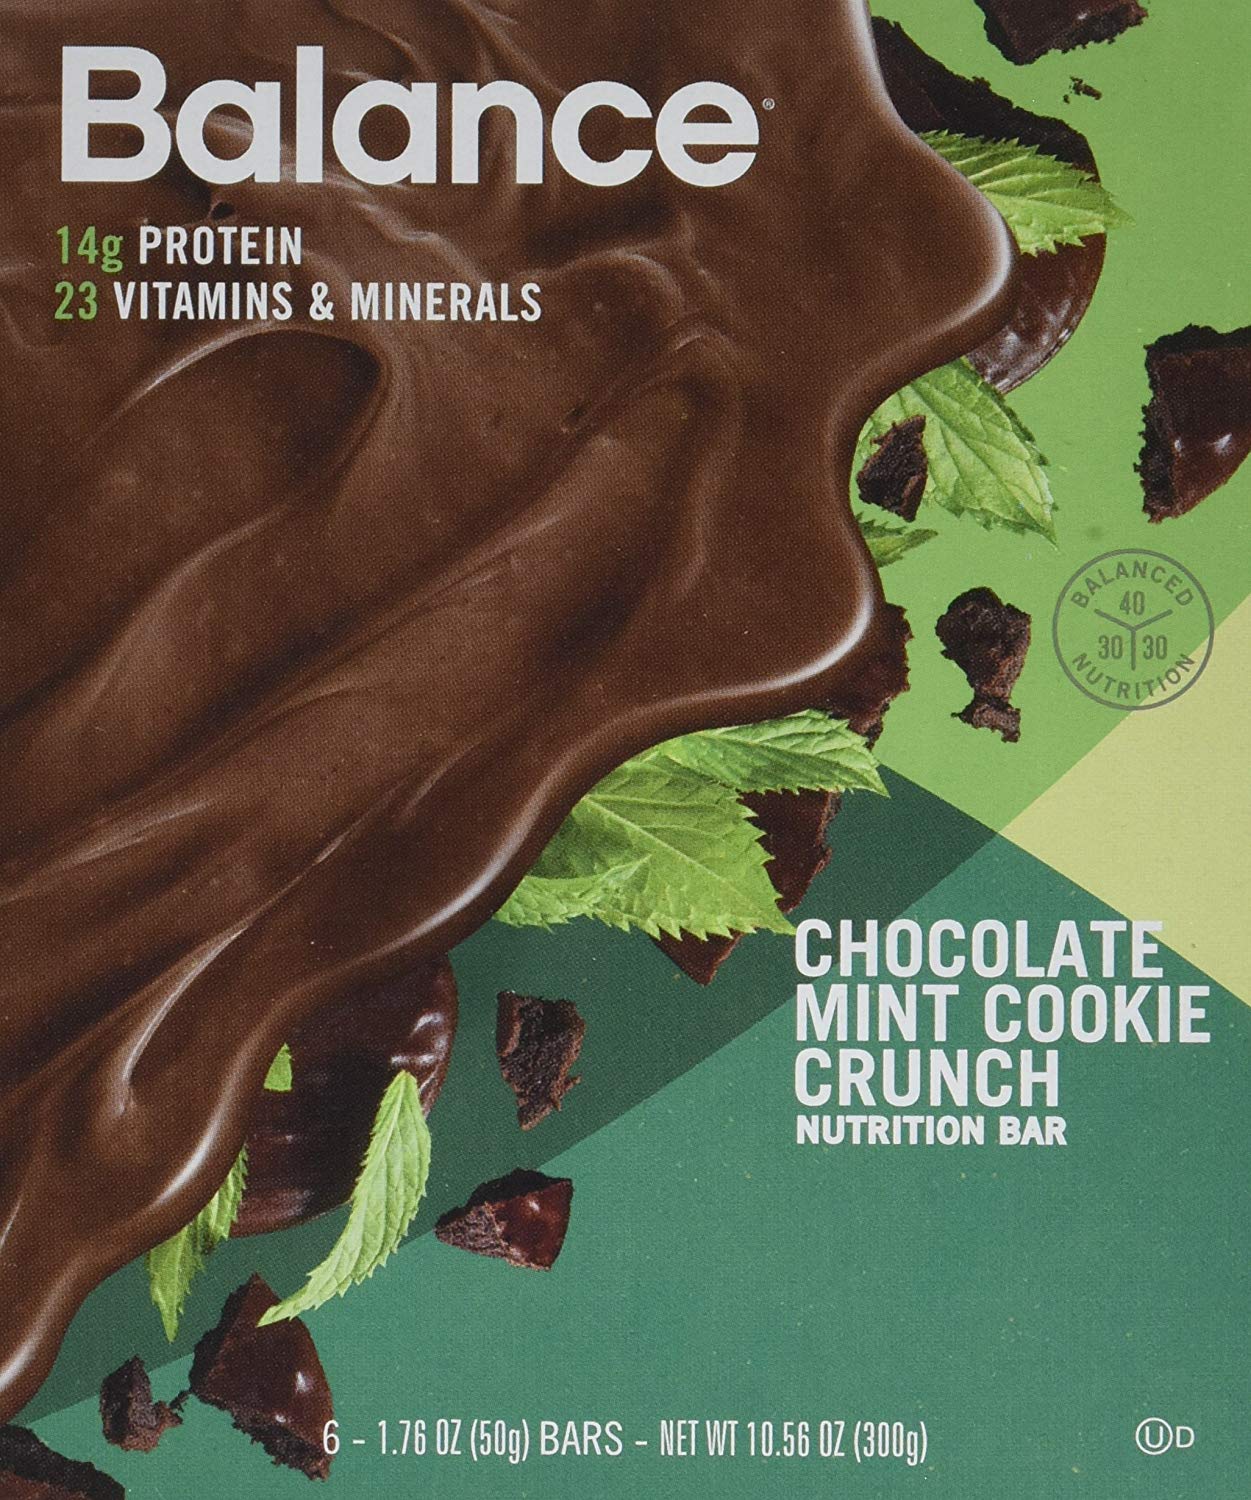 Balance®
14g PROTEIN
23 VITAMINS & MINERALS
BALANCED
40
30 30
NUTRITION
CHOCOLATE
MINT COOKIE
CRUNCH
NUTRITION BAR
6 – 1.76 OZ (50g) BARS – NET WT 10.56 OZ (300g)
U D